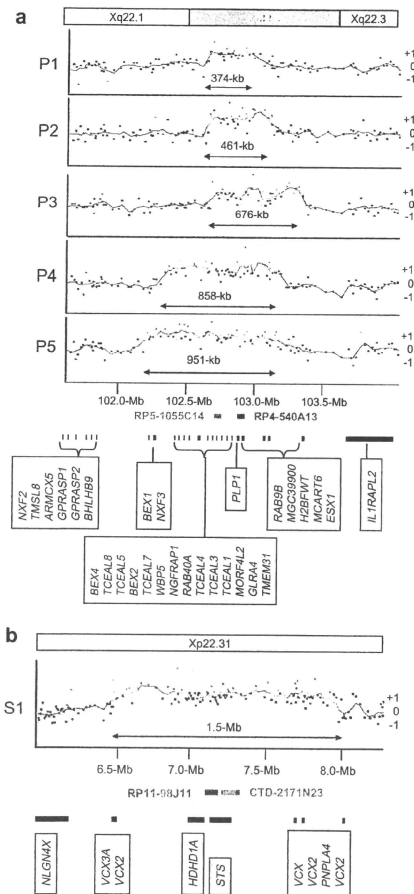 a
Xq22.1 Xq22.3
P1 +1
0
-1
374-kb
P2 +1
0
-1
461-kb
P3 +1
0
-1
676-kb
P4 +1
0
-1
858-kb
P5 +1
0
-1
951-kb
102.0-Mb 102.5-Mb 103.0-Mb 103.5-Mb
RP5-1055C14 RP4-540A13
NXF2
TMSL8
ARMCX5
GPRASP1
GPRASP2
BHLHB9
BEX1
NXF3
PLP1
RAB9B
MGC39900
H2BFWT
MCART6
ESX1
IL1RAPL2
BEX4
TCEAL8
TCEAL5
BEX2
TCEAL7
WBP5
NGFRAP1
RAB40A
TCEAL4
TCEAL3
TCEAL1
MORF4L2
GLRA4
TMEM31
b
Xp22.31
S1 +1
0
-1
1.5-Mb
6.5-Mb 7.0-Mb 7.5-Mb 8.0-Mb
RP11-98J11 CTD-2171N23
NLGN4X
VCX3A
VCX2
HDHD1A
STS
VCX
VCX2
PNPLA4
VCX2